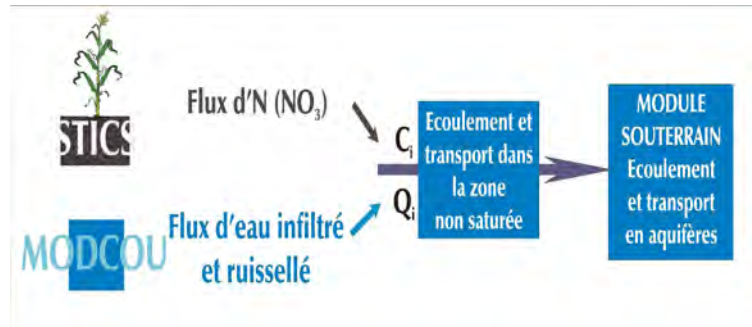 STICS
Flux d'N (NO3)
Ci
Qi
MODCOU
Flux d'eau infiltré
et ruissellé
Ecoulement et
transport dans
la zone
non saturée
MODULE
SOUTERRAIN
Ecoulement
et transport
en aquifères